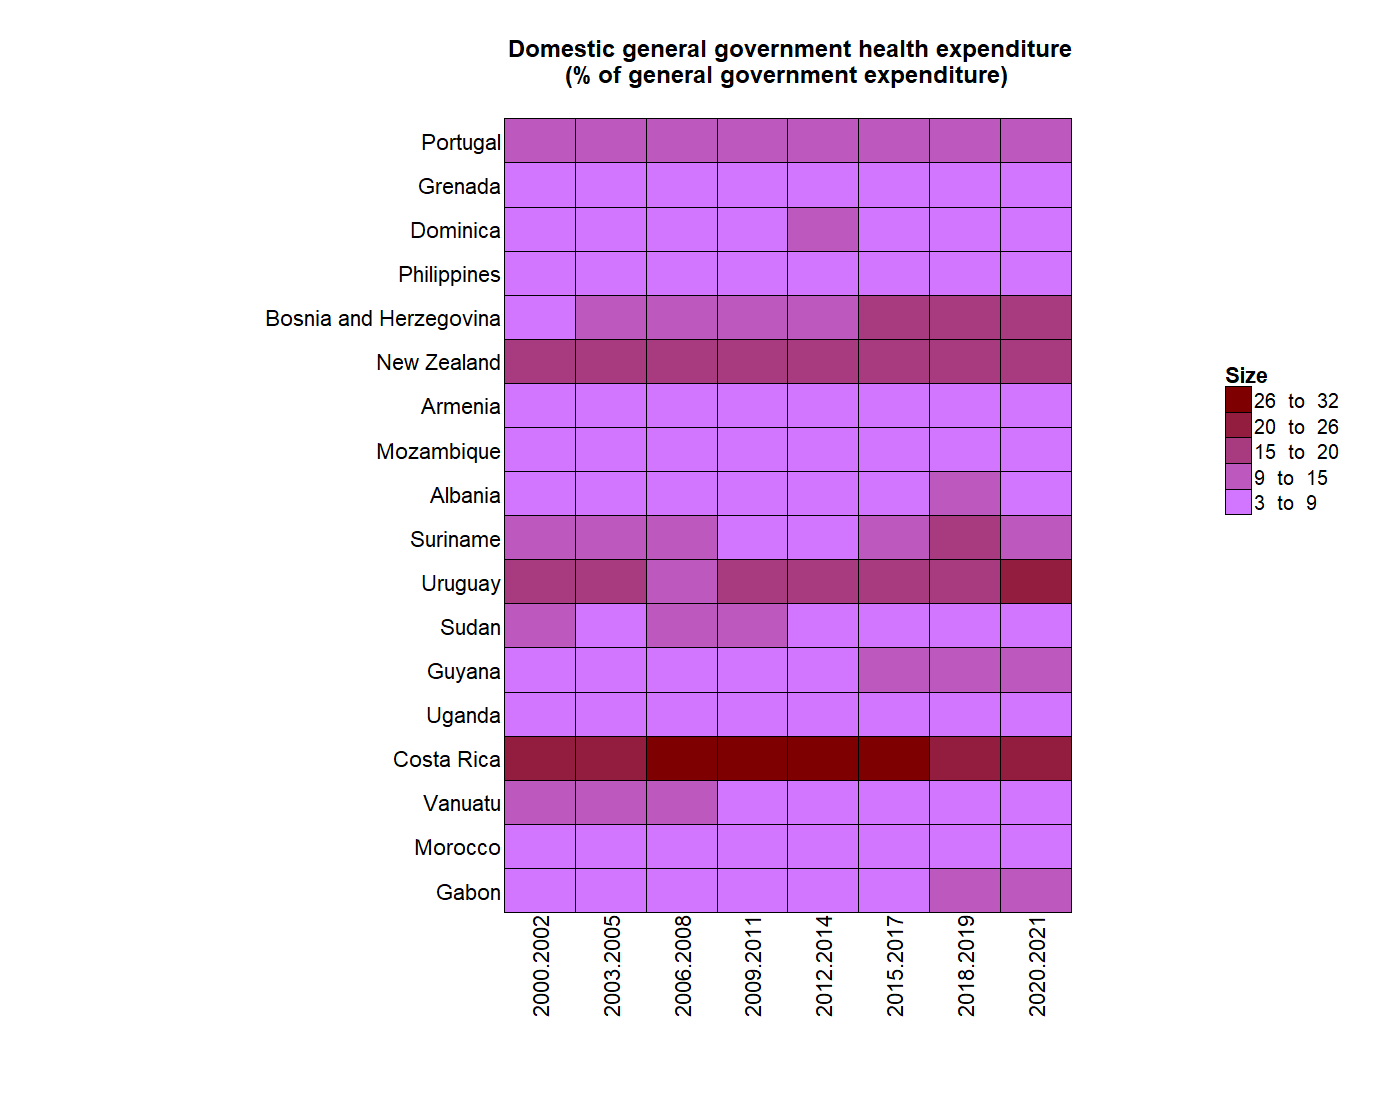 Domestic general government health expenditure
(% of general government expenditure)
Portugal
Grenada
Dominica
Philippines
Bosnia and Herzegovina
New Zealand
Armenia
Mozambique
Albania
Suriname
Uruguay
Sudan
Guyana
Uganda
Costa Rica
Vanuatu
Morocco
Gabon
2000.2002
2003.2005
2006.2008
2009.2011
2012.2014
2015.2017
2018.2019
2020.2021
Size
26 to 32
20 to 26
15 to 20
9 to 15
3 to 9